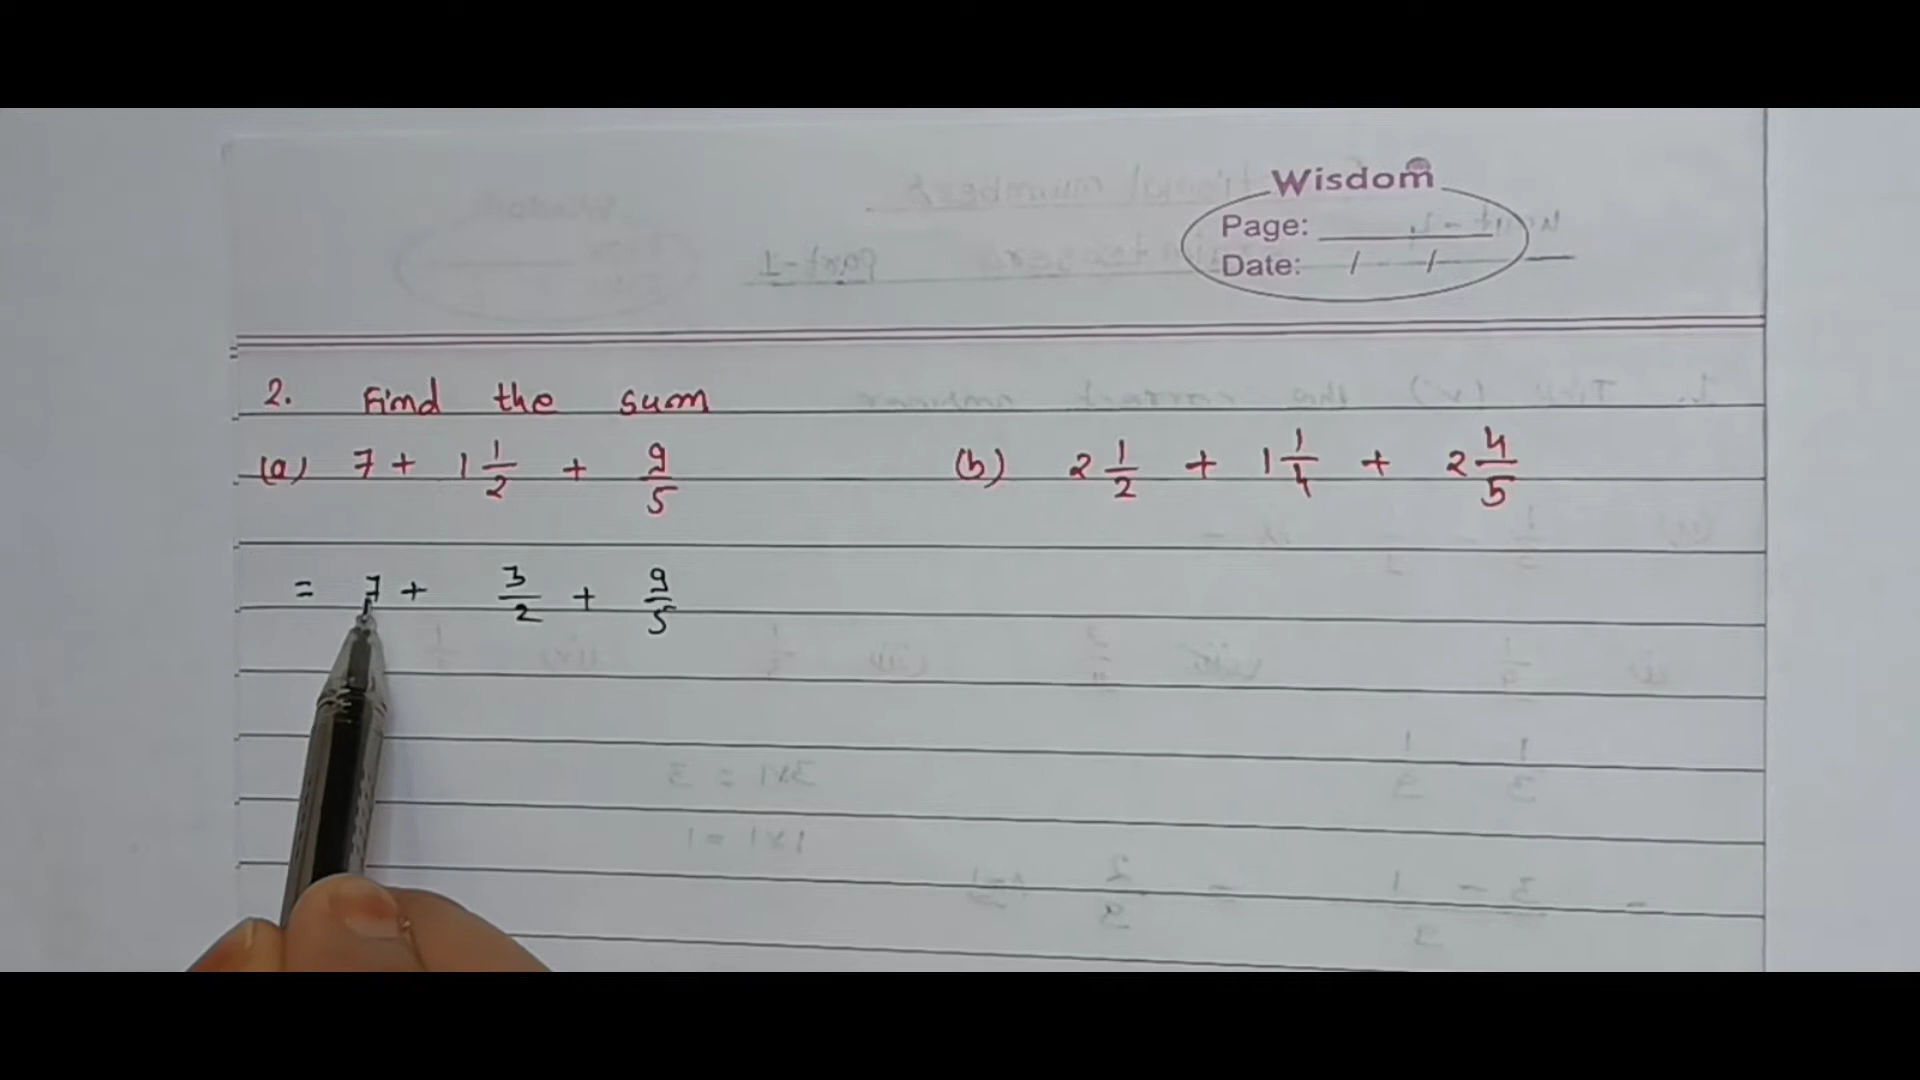 Wisdom
Page:
Date: / /
2. Find the sum
(a) 7 + 1 1/2 + 9/5 (b) 2 1/2 + 1 1/4 + 2 4/5
= 7 + 3/2 + 9/5